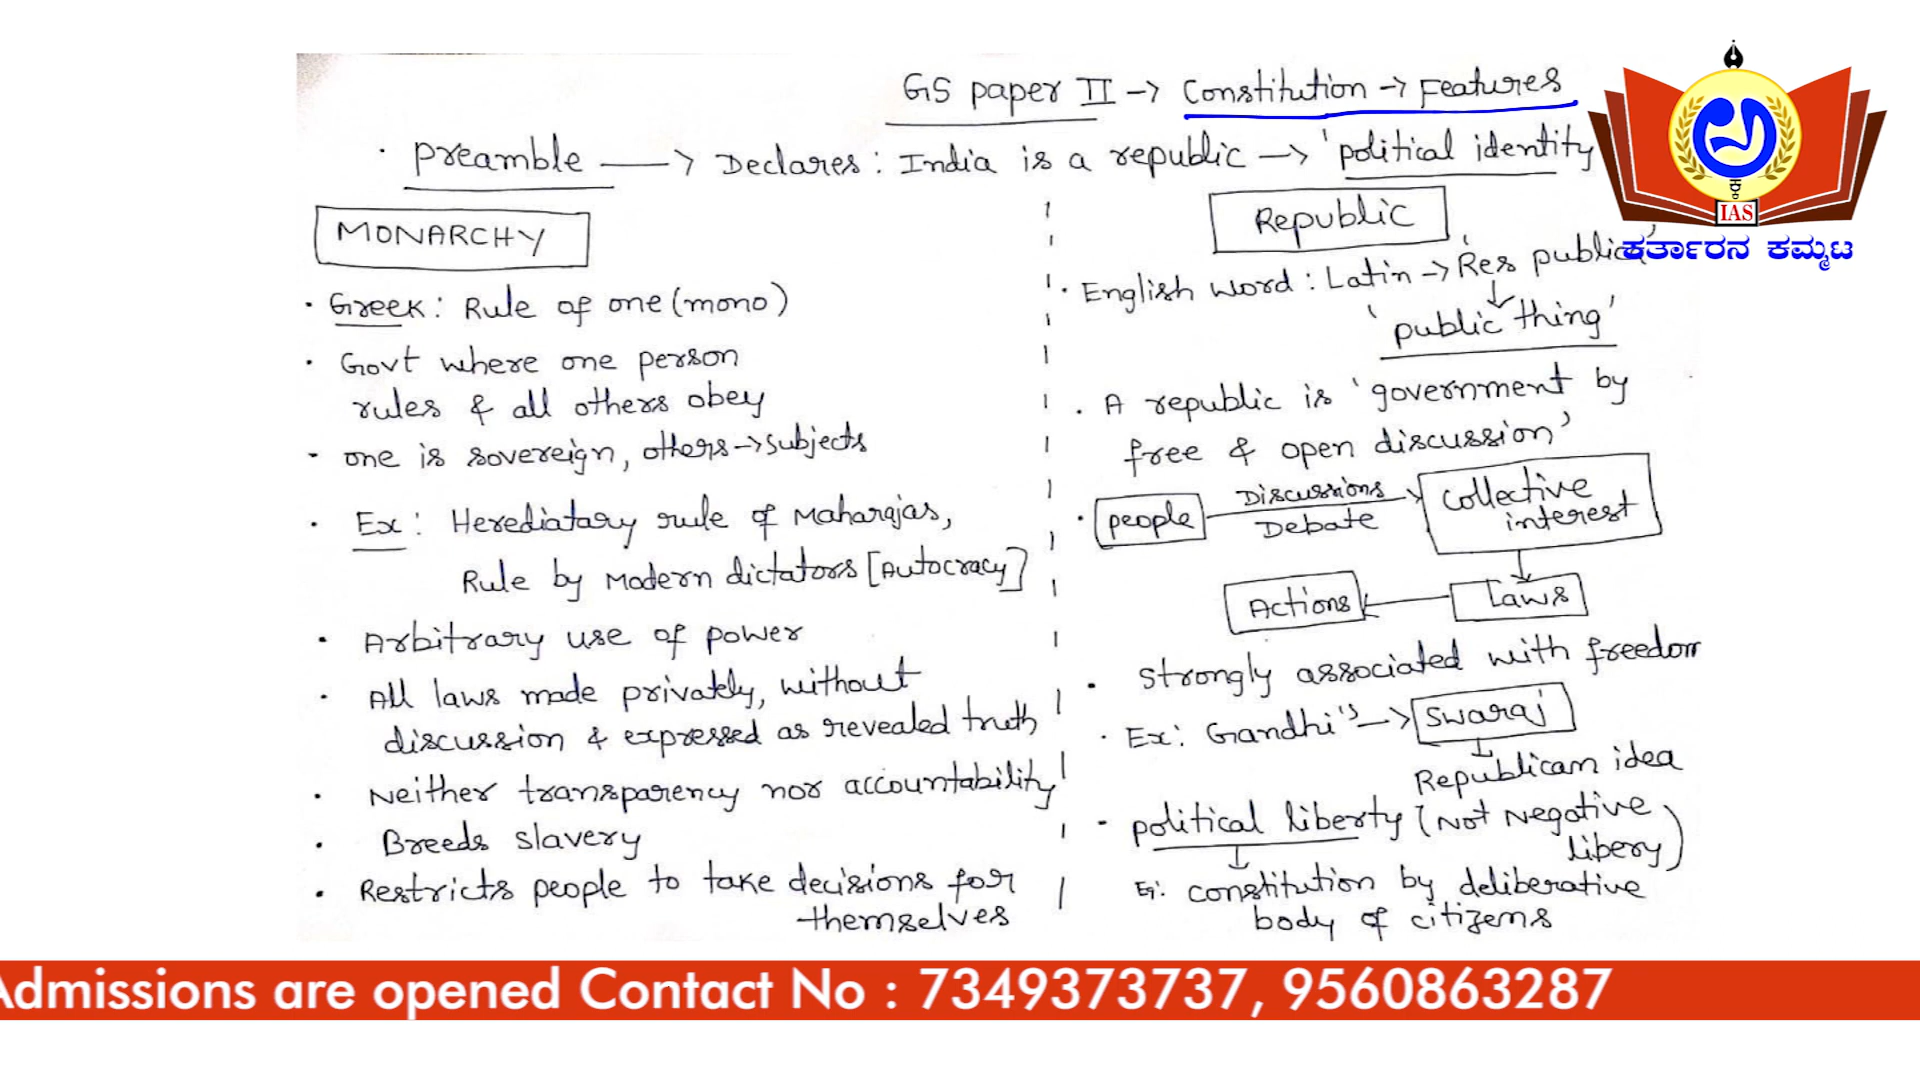 GS paper II → Constitution → Features
· Preamble → Declares: India is a republic → 'political identity
MONARCHY
· Greek: Rule of one (mono)
· Govt where one person
rules & all others obey
· one is sovereign, others → subjects
· Ex: Herediatary rule of Maharajas,
Rule by Modern dictators [Autocracy]
· Arbitrary use of power
· All laws made privately, without
discussion & expressed as revealed truth
· Neither transparency nor accountability
· Breeds slavery
· Restricts people to take decisions for
themselves
Republic
· English word: Latin → 'Res publica'
'public thing'
· A republic is 'government by
free & open discussion'
· people Discussions Debate → Collective interest
Actions ← Laws
· Strongly associated with freedom
· Ex: Gandhi's → Swaraj
Republican idea
· political liberty (Not Negative
libery)
Eg: constitution by deliberative
body of citizens
IAS
ಕರ್ತಾರನ ಕಮ್ಮಟ
Admissions are opened Contact No : 7349373737, 9560863287